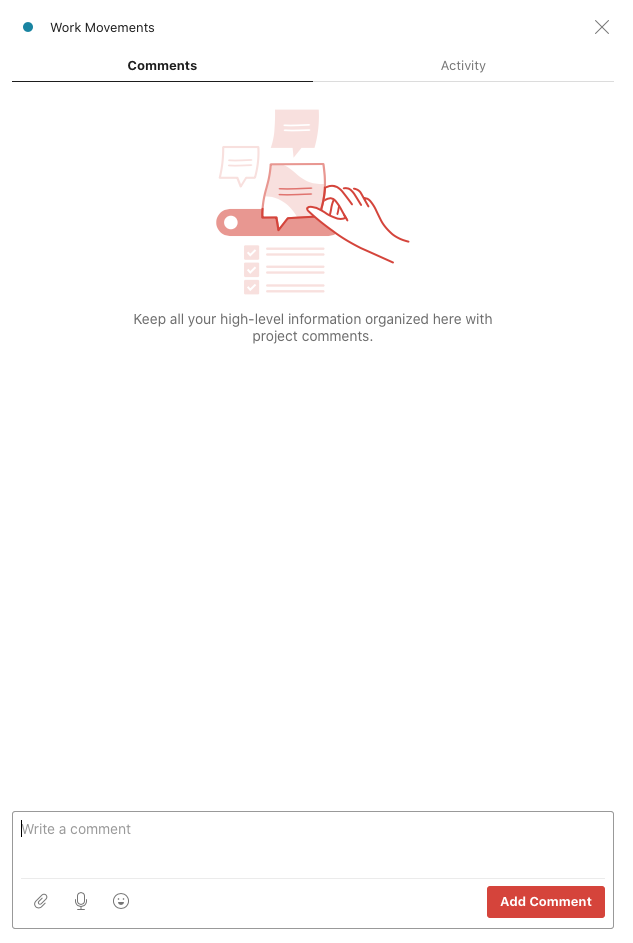 Work Movements
Comments
Activity
Keep all your high-level information organized here with
project comments.
Write a comment
Add Comment